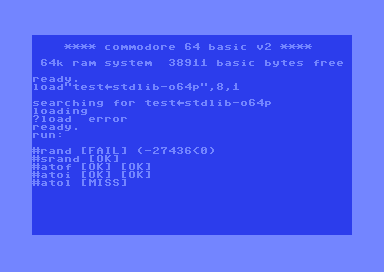 **** commodore 64 basic v2 ****
64k ram system 38911 basic bytes free
ready.
load"test←stdlib-o64p",8,1
searching for test←stdlib-o64p
loading
?load error
ready.
run:
#rand [FAIL] (-27436<0)
#srand [OK]
#atof [OK] [OK]
#atoi [OK] [OK]
#atol [MISS]